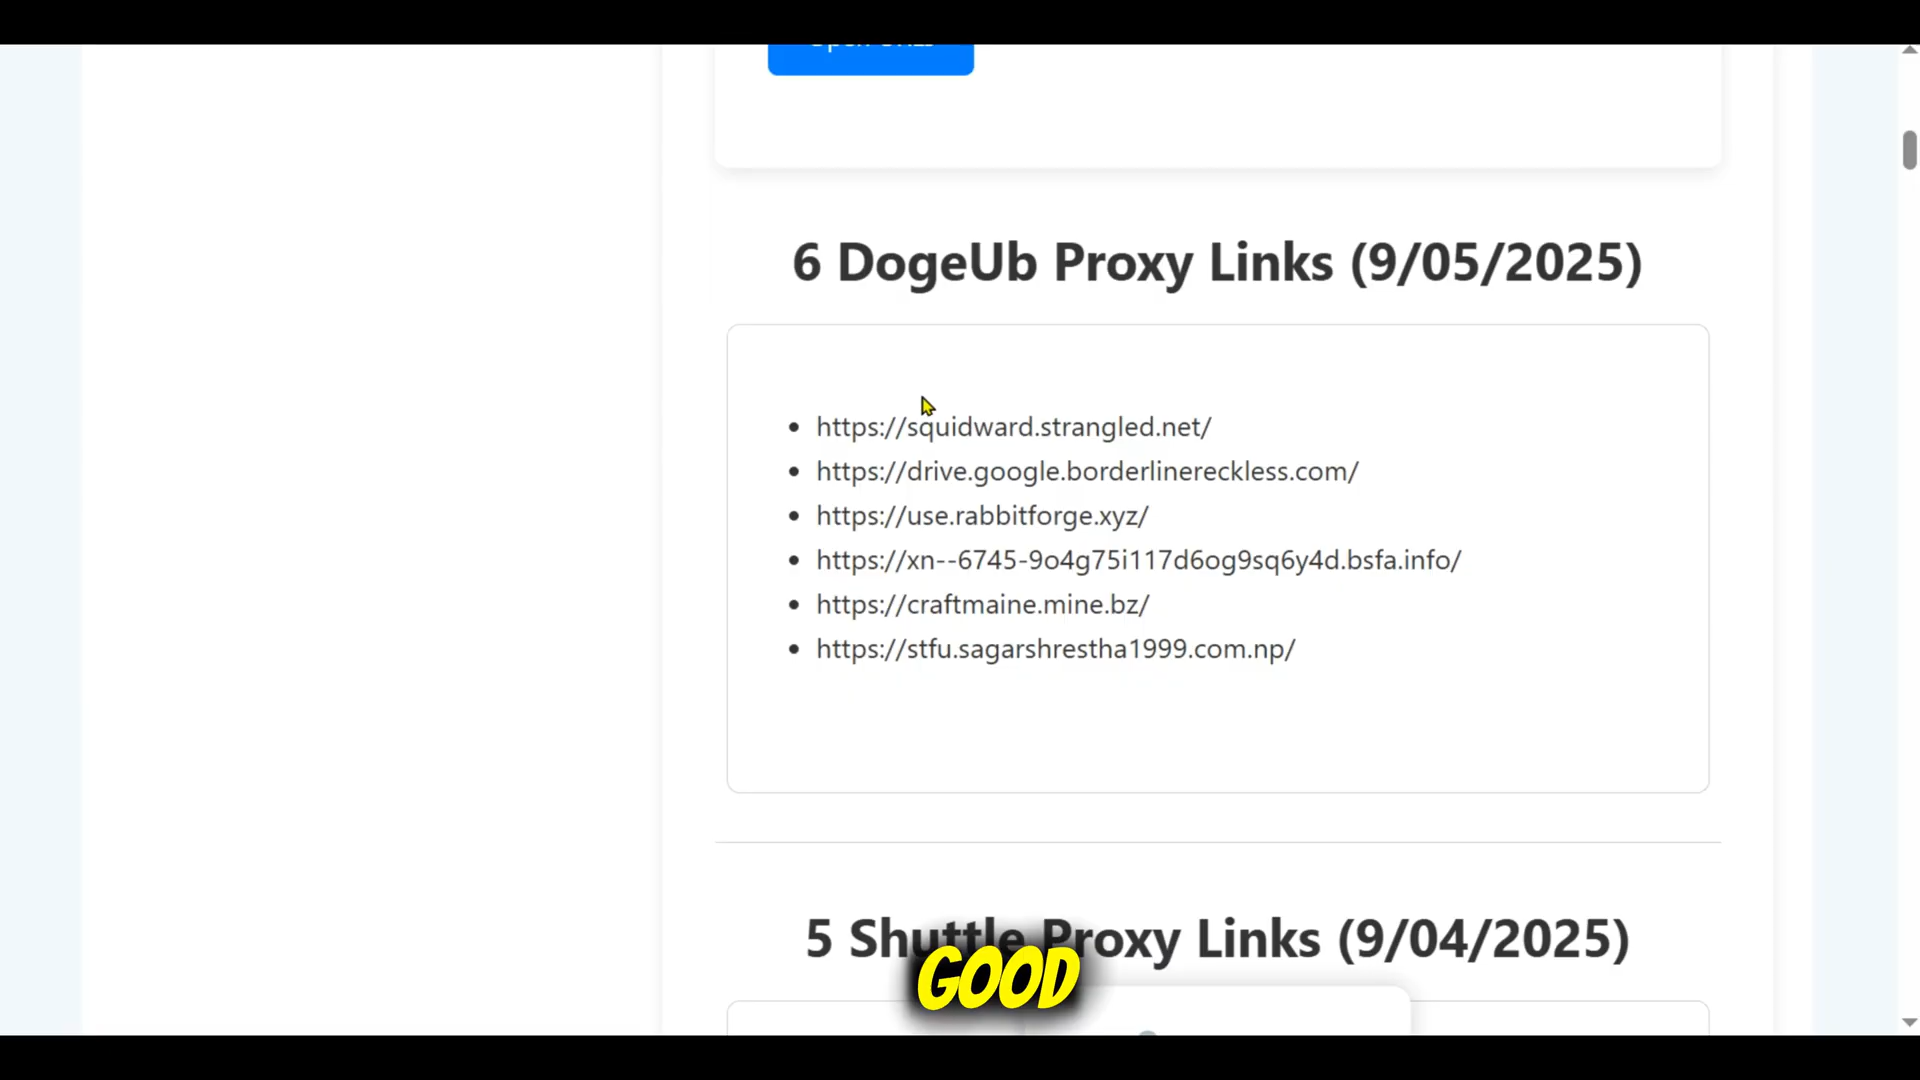 6 DogeUb Proxy Links (9/05/2025)
https://squidward.strangled.net/
https://drive.google.borderlinereckless.com/
https://use.rabbitforge.xyz/
https://xn--6745-9o4g75i117d6og9sq6y4d.bsfa.info/
https://craftmaine.mine.bz/
https://stfu.sagarshrestha1999.com.np/
5 Shuttle Proxy Links (9/04/2025)
GOOD